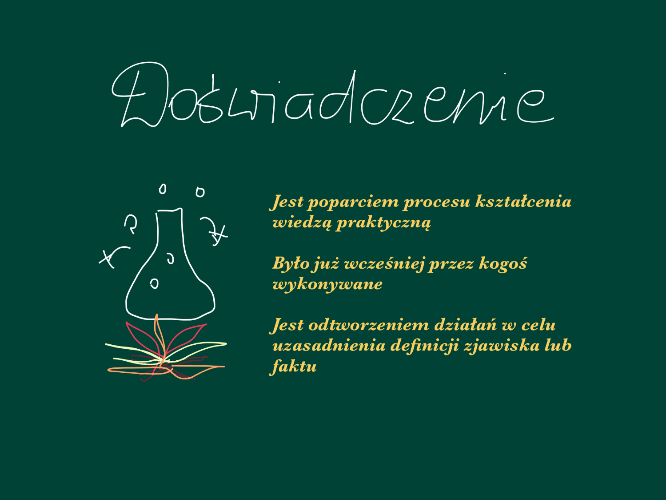 Doświadczenie
Jest poparciem procesu kształcenia
wiedzą praktyczną
Było już wcześniej przez kogoś
wykonywane
Jest odtworzeniem działań w celu
uzasadnienia definicji zjawiska lub
faktu